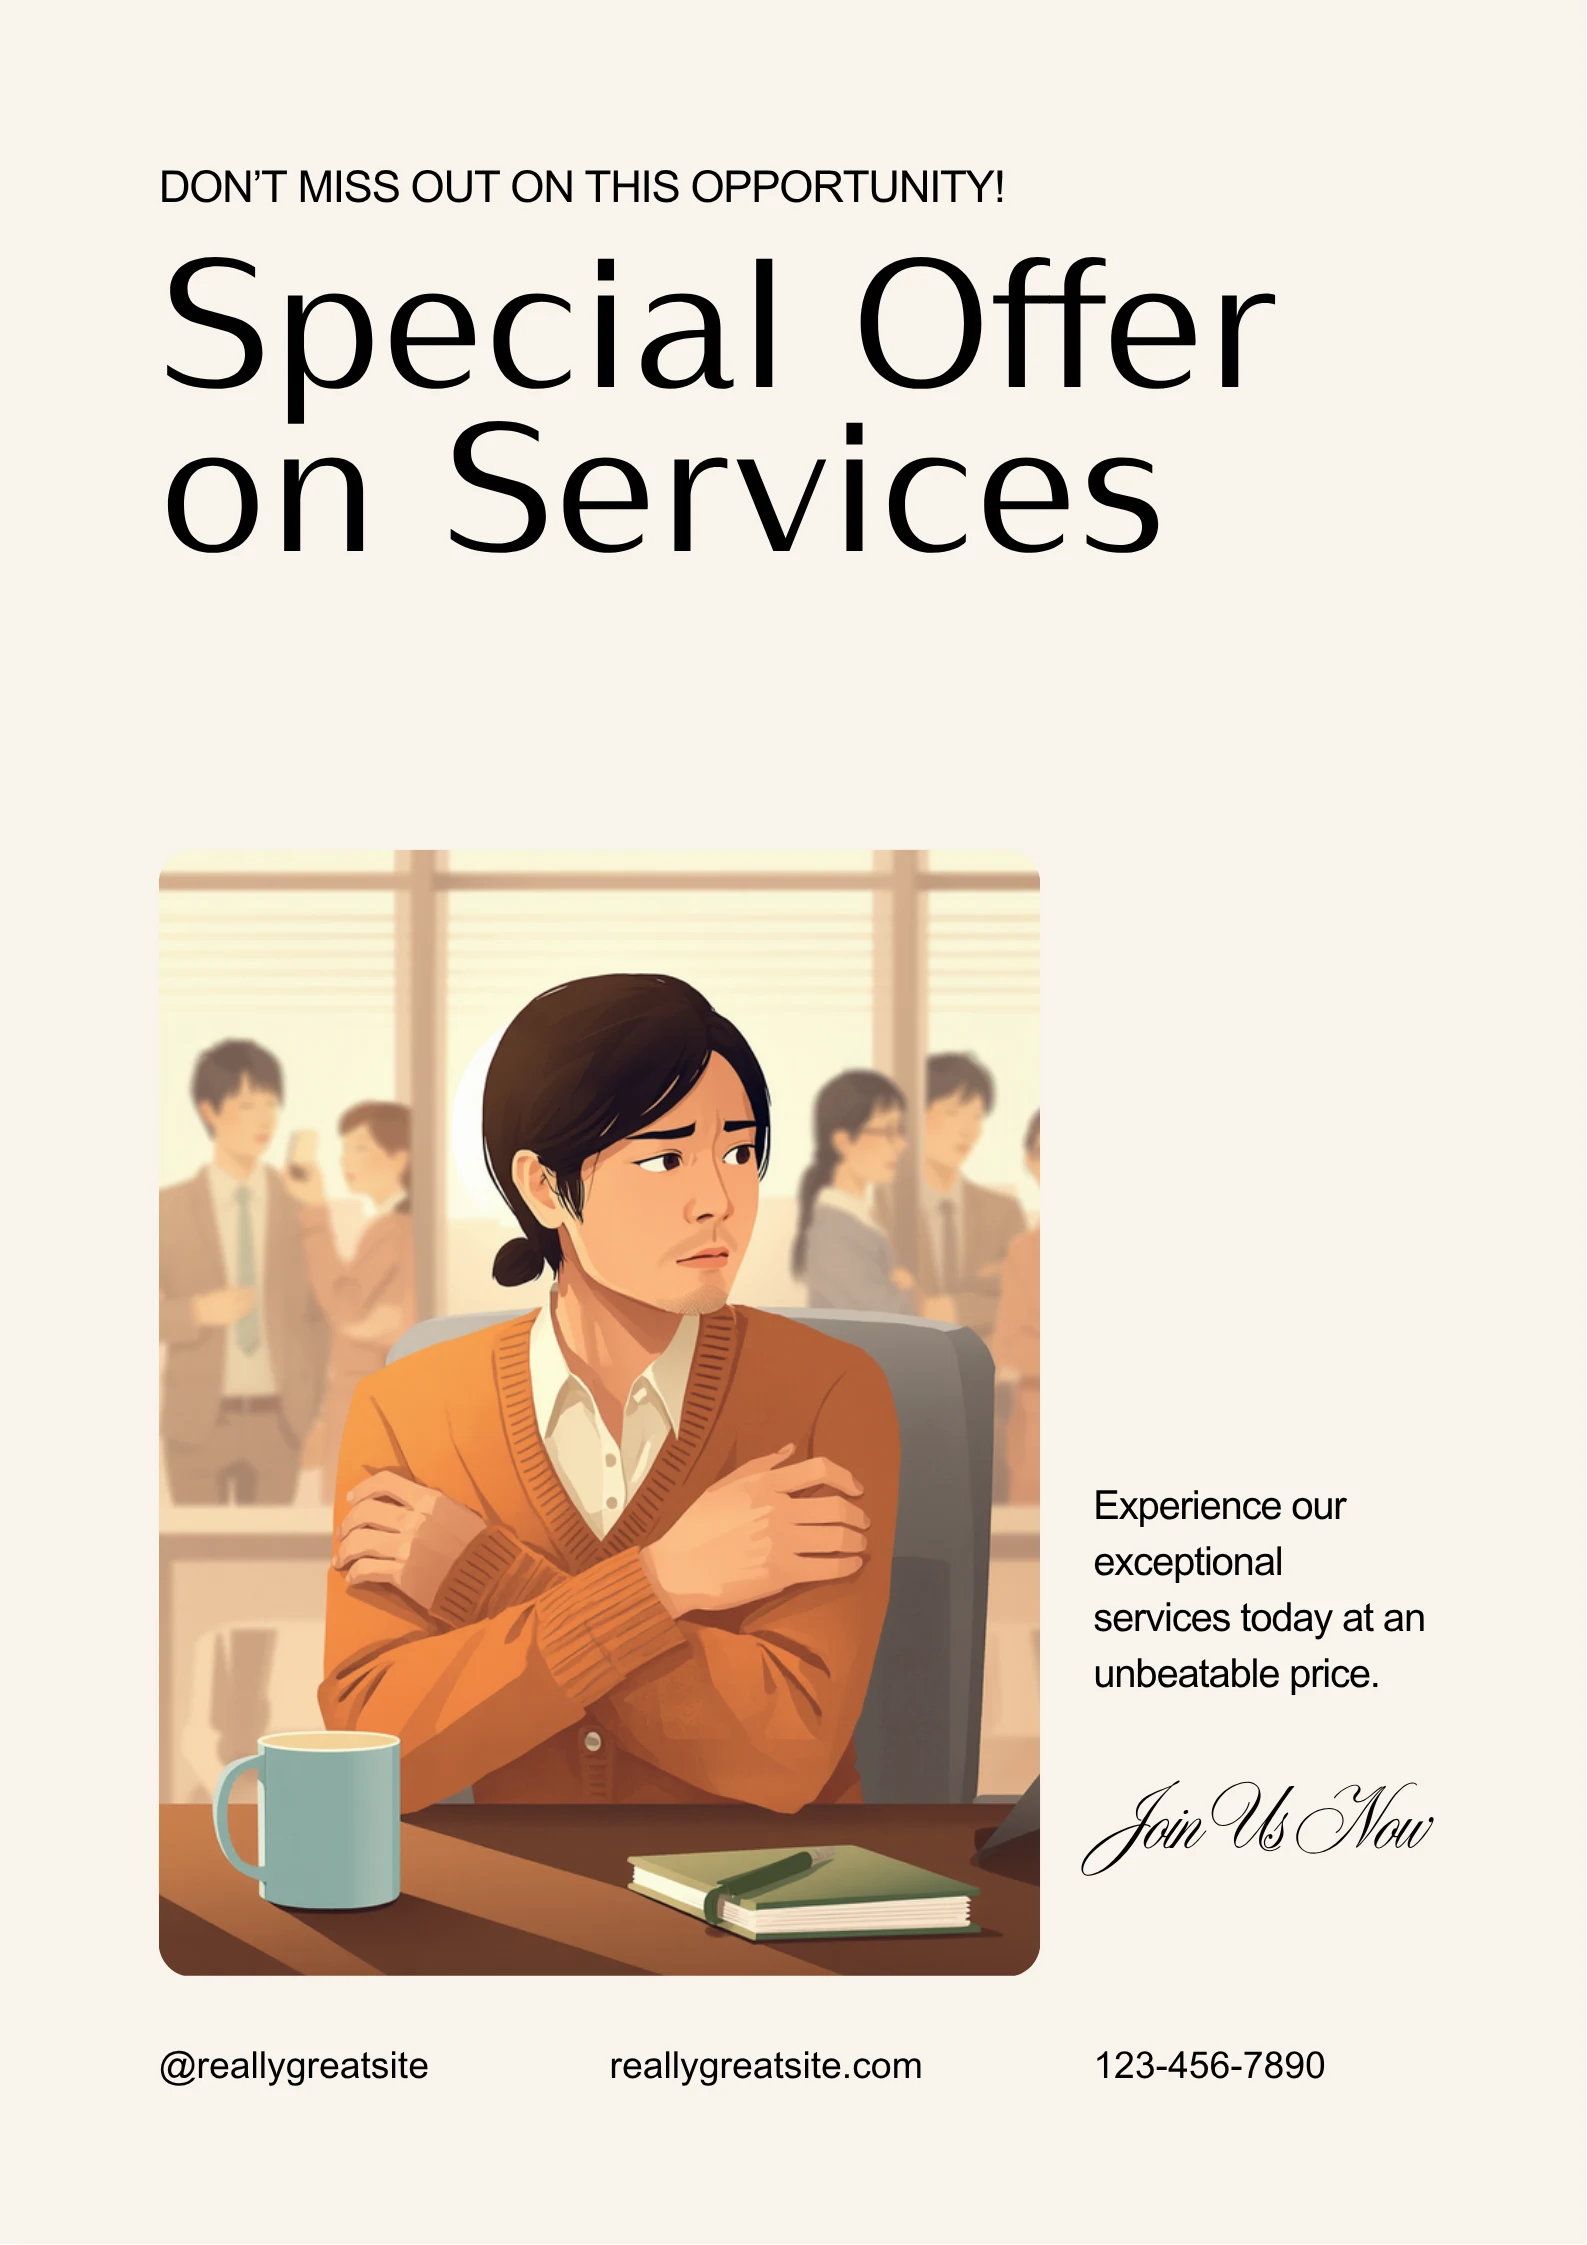 DON’T MISS OUT ON THIS OPPORTUNITY!
Special Offer
on Services
Experience our
exceptional
services today at an
unbeatable price.
Join Us Now
@reallygreatsite
reallygreatsite.com
123-456-7890